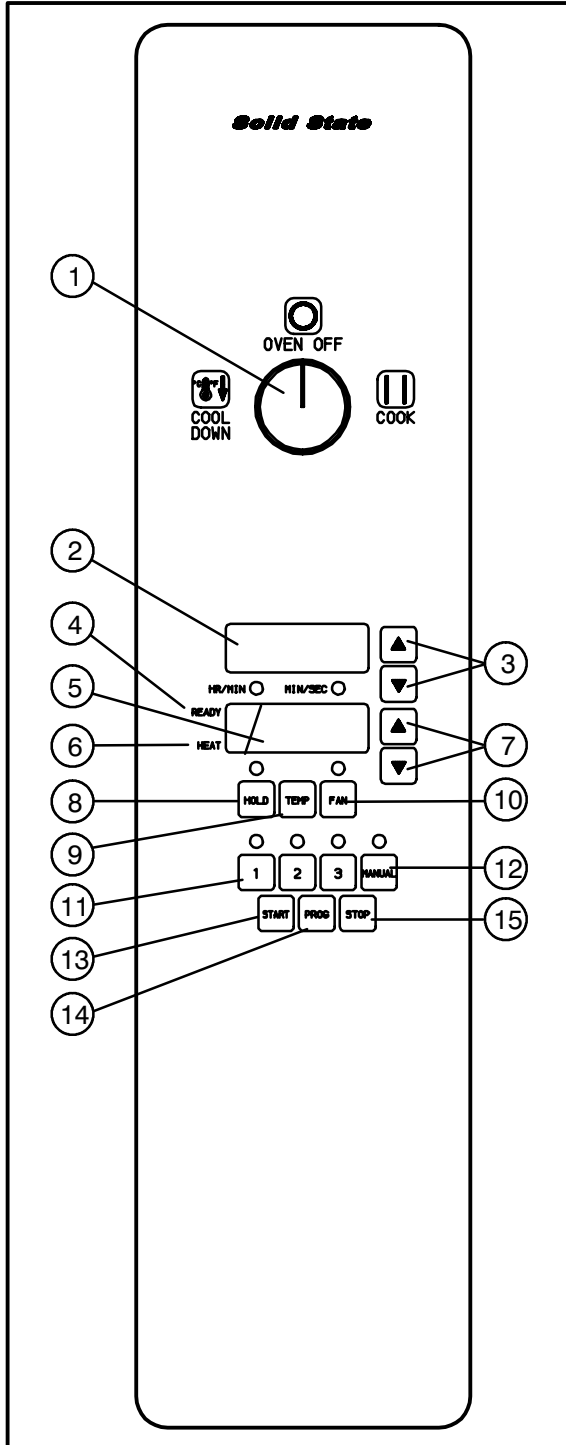 Solid State
1
OVEN OFF
°C °F
COOL
DOWN
COOK
2
4
3
HR/MIN MIN/SEC
5
READY
6
HEAT
7
8
HOLD TEMP FAN
10
9
1 2 3 MANUAL
12
11
START PROG STOP
15
13
14